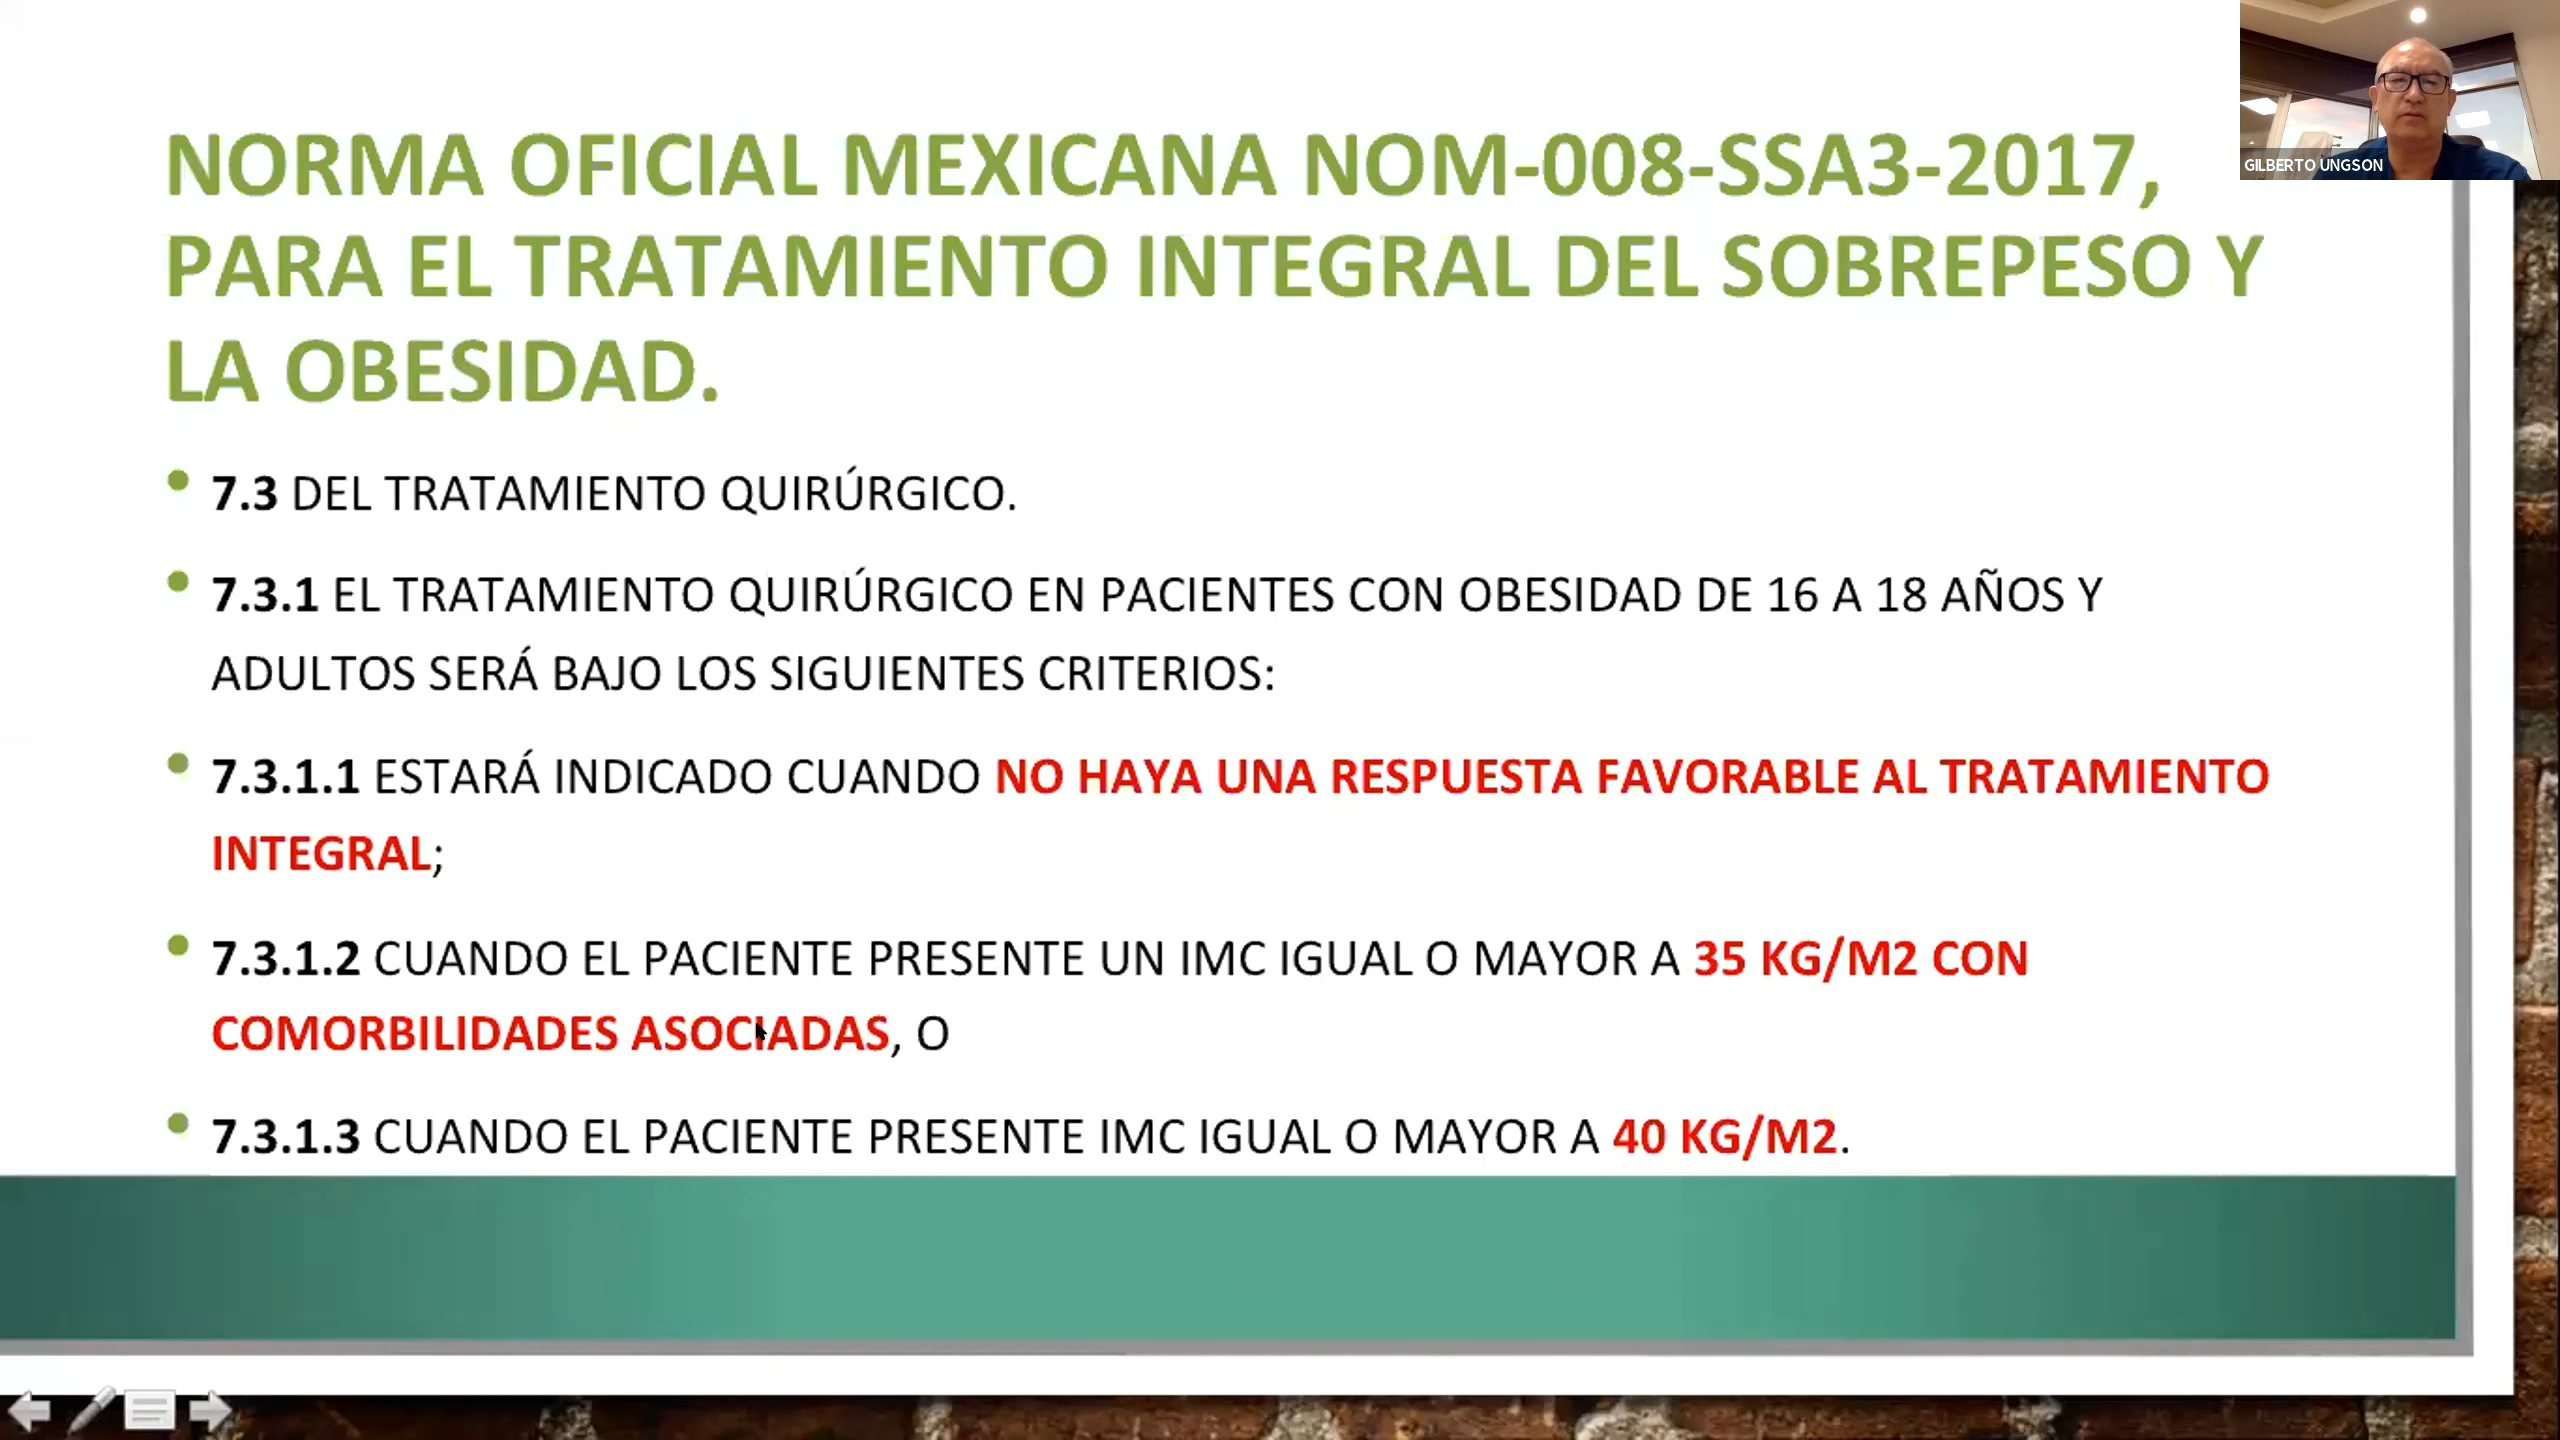 GILBERTO UNGSON
NORMA OFICIAL MEXICANA NOM-008-SSA3-2017,
PARA EL TRATAMIENTO INTEGRAL DEL SOBREPESO Y
LA OBESIDAD.
• 7.3 DEL TRATAMIENTO QUIRÚRGICO.
• 7.3.1 EL TRATAMIENTO QUIRÚRGICO EN PACIENTES CON OBESIDAD DE 16 A 18 AÑOS Y
ADULTOS SERÁ BAJO LOS SIGUIENTES CRITERIOS:
• 7.3.1.1 ESTARÁ INDICADO CUANDO NO HAYA UNA RESPUESTA FAVORABLE AL TRATAMIENTO
INTEGRAL;
• 7.3.1.2 CUANDO EL PACIENTE PRESENTE UN IMC IGUAL O MAYOR A 35 KG/M2 CON
COMORBILIDADES ASOCIADAS, O
• 7.3.1.3 CUANDO EL PACIENTE PRESENTE IMC IGUAL O MAYOR A 40 KG/M2.